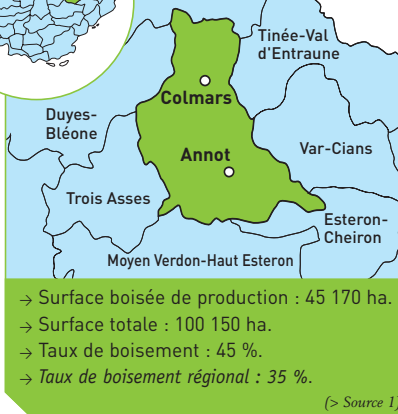 Tinée-Val
d'Entraune
Colmars
Duyes-
Bléone
Annot
Var-Cians
Trois Asses
Esteron-
Cheiron
Moyen Verdon-Haut Esteron
→ Surface boisée de production : 45 170 ha.
→ Surface totale : 100 150 ha.
→ Taux de boisement : 45 %.
→ Taux de boisement régional : 35 %.
(> Source 1)